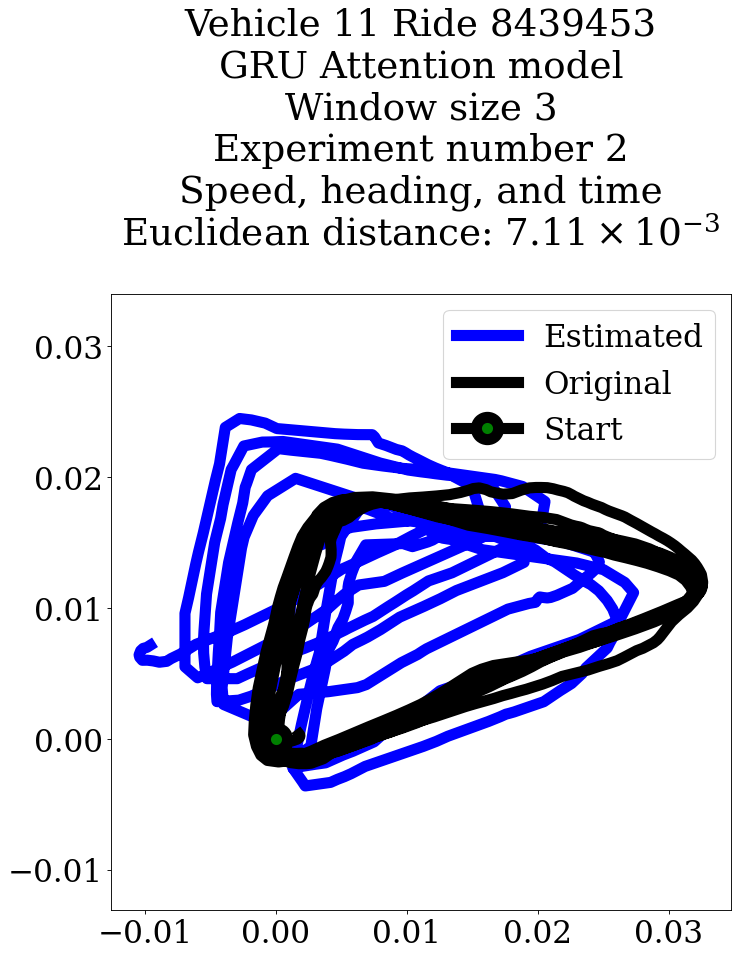 Vehicle 11 Ride 8439453
GRU Attention model
Window size 3
Experiment number 2
Speed, heading, and time
Euclidean distance: 7.11 × 10⁻³
Estimated
Original
Start
0.03
0.02
0.01
0.00
−0.01
−0.01 0.00 0.01 0.02 0.03